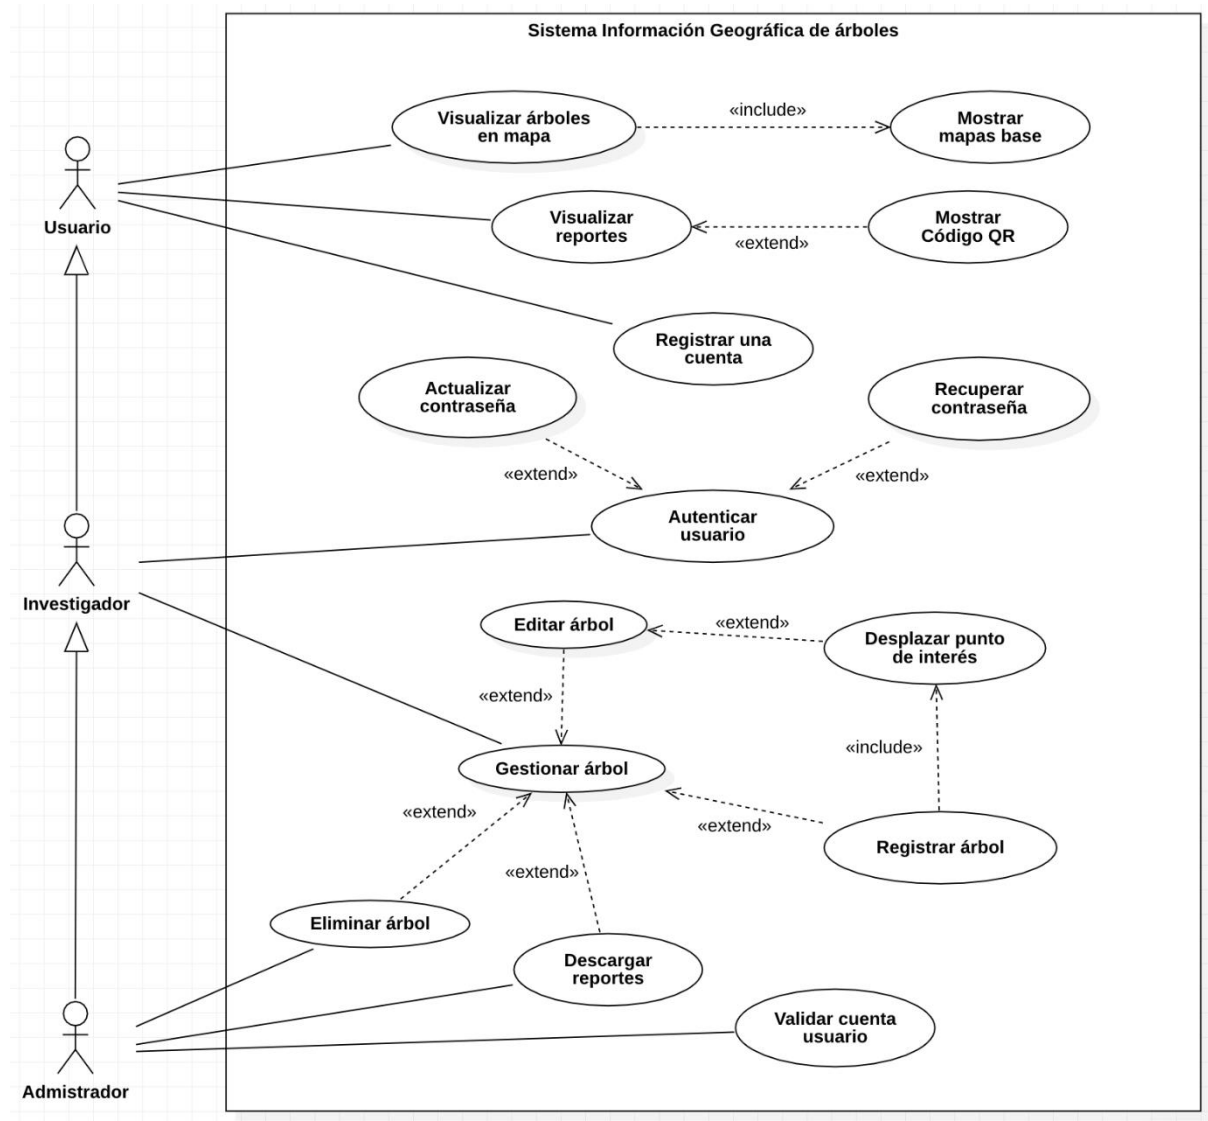 Sistema Información Geográfica de árboles
Visualizar árboles
en mapa
«include»
Mostrar
mapas base
Usuario
Visualizar
reportes
«extend»
Mostrar
Código QR
Registrar una
cuenta
Actualizar
contraseña
Recuperar
contraseña
«extend»
«extend»
Autenticar
usuario
Investigador
Editar árbol
«extend»
Desplazar punto
de interés
«extend»
«include»
Gestionar árbol
«extend»
«extend»
Registrar árbol
«extend»
Eliminar árbol
Descargar
reportes
Validar cuenta
usuario
Admistrador